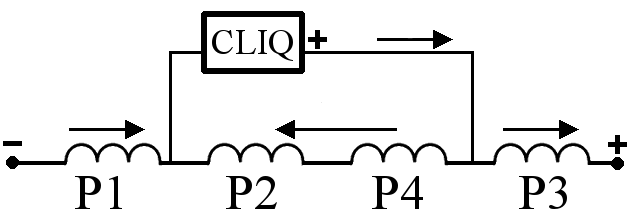 CLIQ +
- +
P1 P2 P4 P3